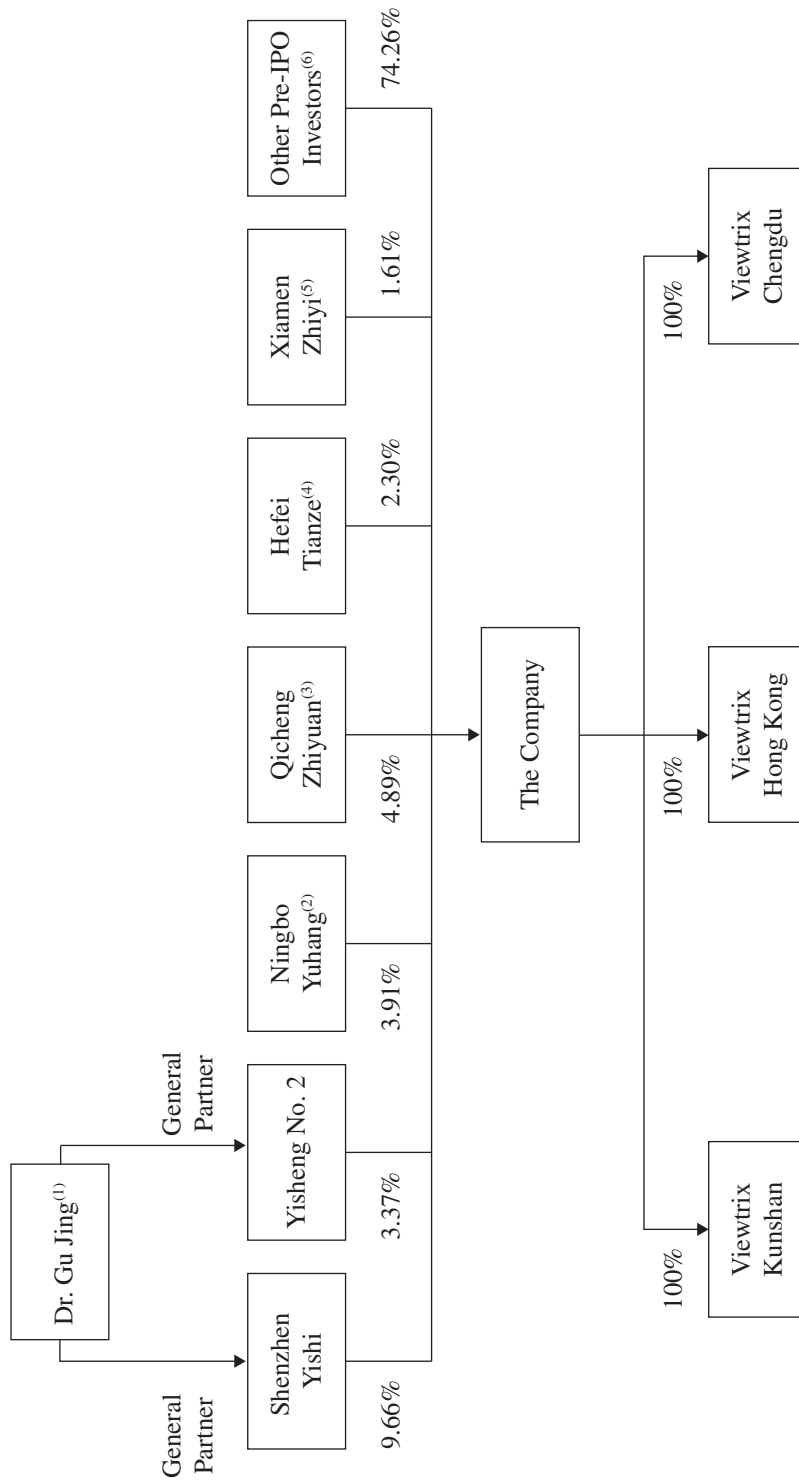 Dr. Gu Jing(1)
General
Partner
General
Partner
Shenzhen
Yishi
Yisheng No. 2
Ningbo
Yuhang(2)
Qicheng
Zhiyuan(3)
Hefei
Tianze(4)
Xiamen
Zhiyi(5)
Other Pre-IPO
Investors(6)
9.66%
3.37%
3.91%
4.89%
2.30%
1.61%
74.26%
The Company
100%
100%
100%
Viewtrix
Kunshan
Viewtrix
Hong Kong
Viewtrix
Chengdu